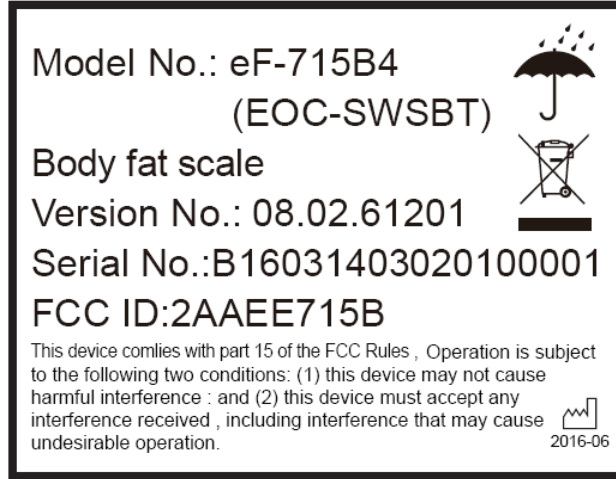 Model No.: eF-715B4
(EOC-SWSBT)
Body fat scale
Version No.: 08.02.61201
Serial No.:B16031403020100001
FCC ID:2AAEE715B
This device comlies with part 15 of the FCC Rules , Operation is subject
to the following two conditions: (1) this device may not cause
harmful interference : and (2) this device must accept any
interference received , including interference that may cause
undesirable operation.
2016-06